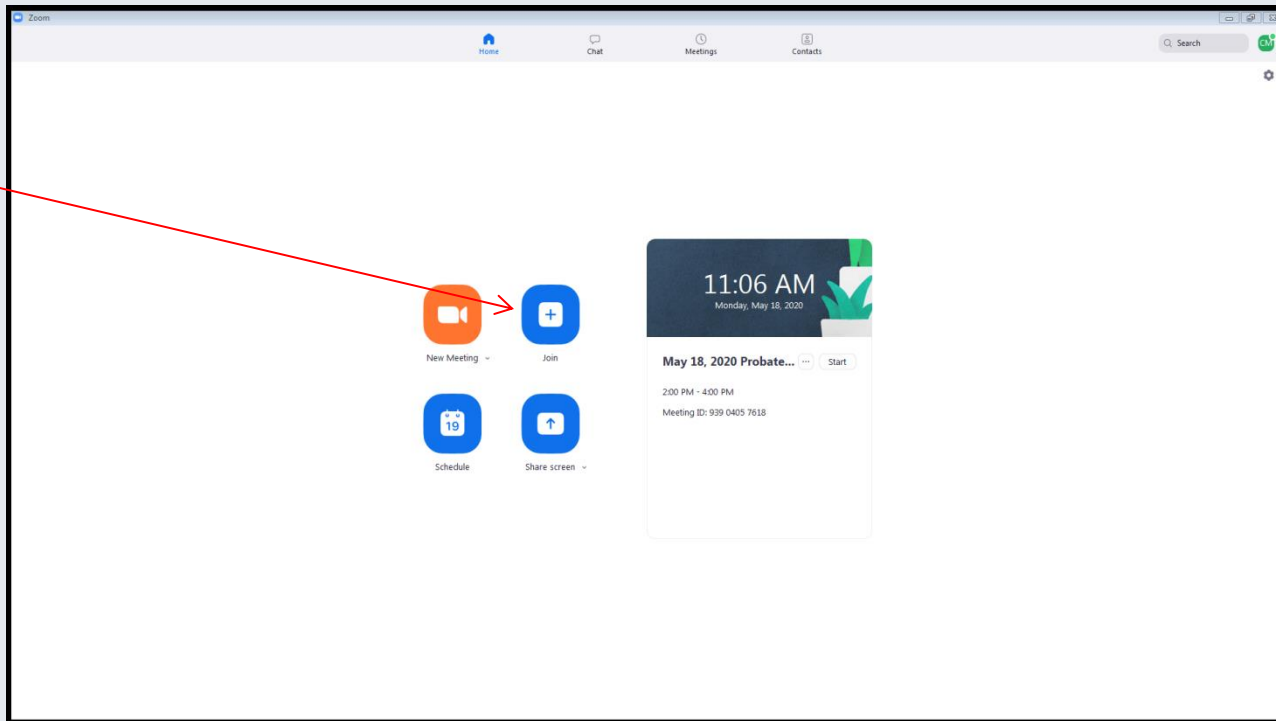 Zoom
Home
Chat
Meetings
Contacts
Search
CM
11:06 AM
Monday, May 18, 2020
New Meeting
Join
May 18, 2020 Probate... ... Start
2:00 PM - 4:00 PM
Meeting ID: 939 0405 7618
19
Schedule
Share screen